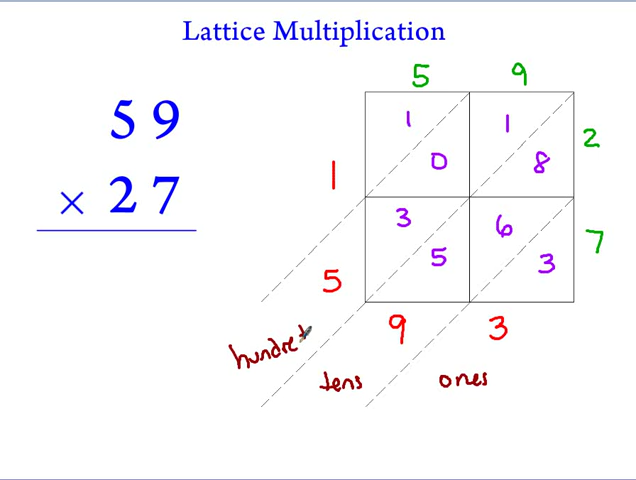 Lattice Multiplication
5 9
5 9
1 1 2
× 2 7
1 0 8
3 6 7
5 3
5
9 3
tens ones